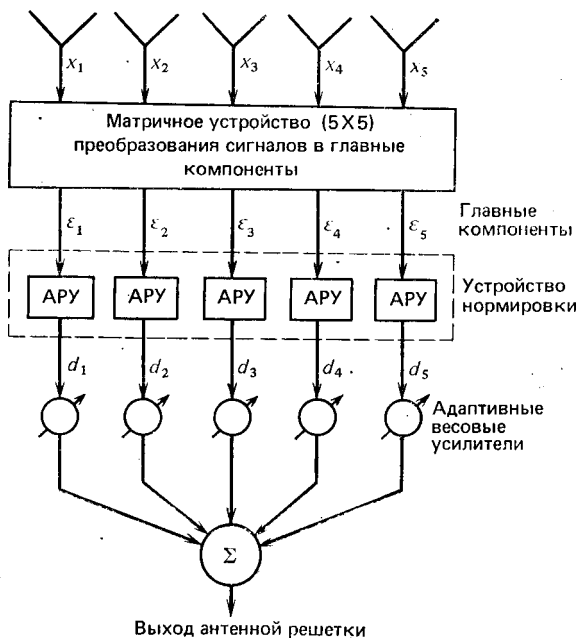 x₁ x₂ x₃ x₄ x₅
Матричное устройство (5X5)
преобразования сигналов в главные
компоненты
ε₁ ε₂ ε₃ ε₄ ε₅
Главные
компоненты
АРУ АРУ АРУ АРУ АРУ
Устройство
нормировки
d₁ d₂ d₃ d₄ d₅
Адаптивные
весовые
усилители
Σ
Выход антенной решетки